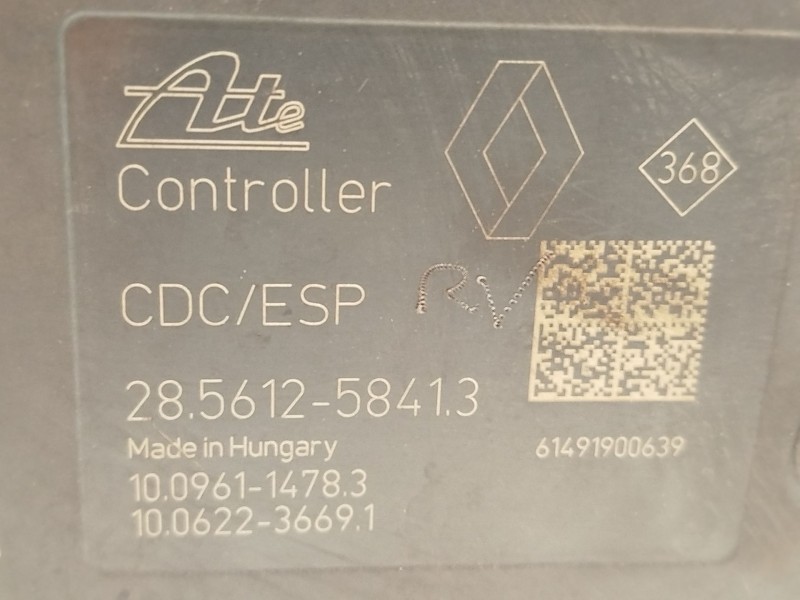 Ate
368
Controller
CDC/ESP RV
28.5612-5841.3
Made in Hungary 61491900639
10.0961-1478.3
10.0622-3669.1